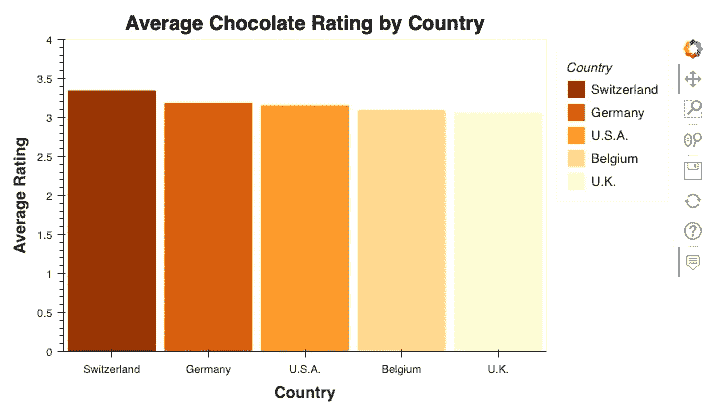 Average Chocolate Rating by Country
Average Rating
4
3.5
3
2.5
2
1.5
1
0.5
0
Switzerland
Germany
U.S.A.
Belgium
U.K.
Country
Country
Switzerland
Germany
U.S.A.
Belgium
U.K.
?